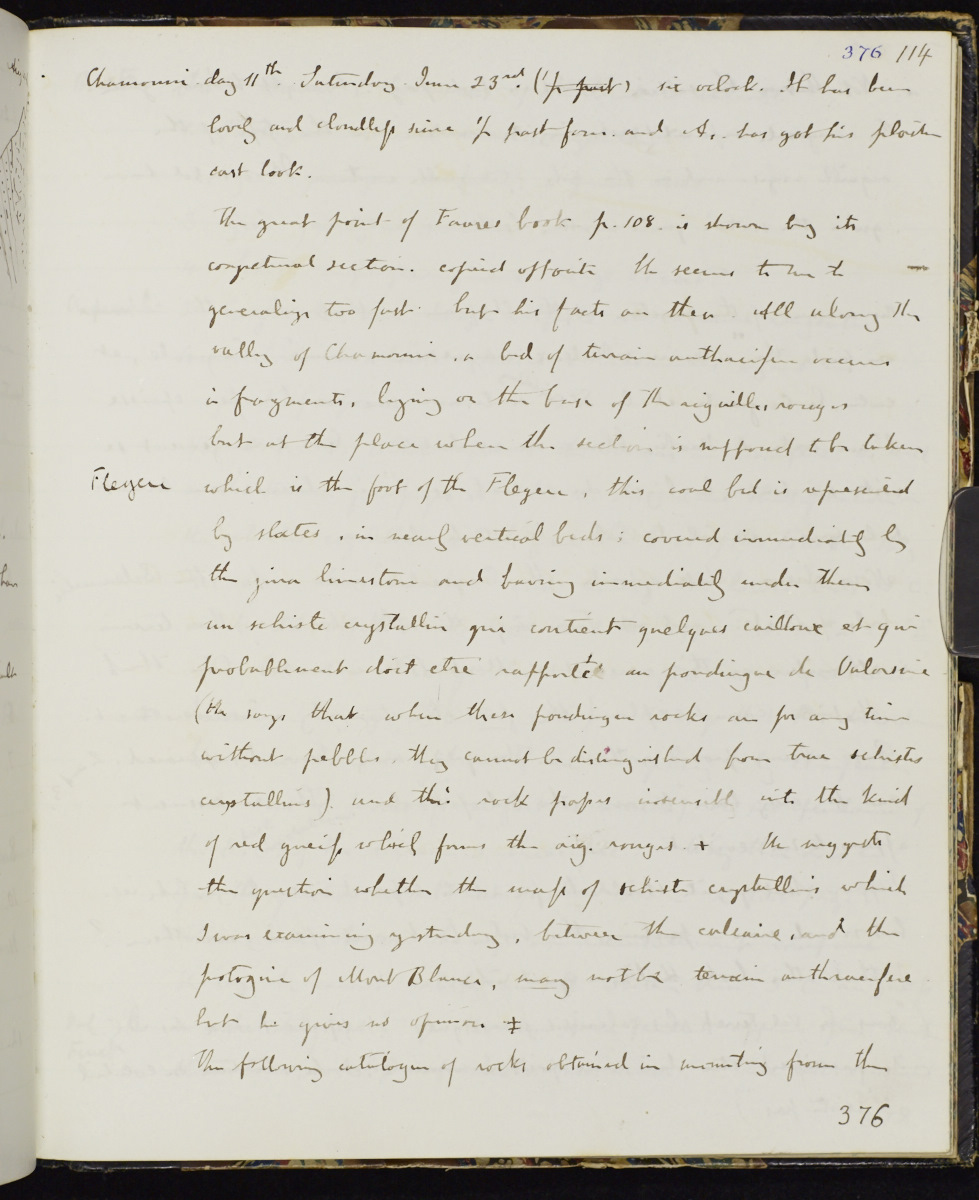 376 114
Chamouni day 11th. Saturday June 23rd. (½ past) six oclock. It has been
lovely and cloudless since ½ past four. and
cast look.
The great point of Favres book p. 108. is shown by its
conjectural section. copied opposite He seems to me to
generalize too fast. but his facts are these All along the
valley of Chamouni. a bed of terrain anthracifere occurs
in fragments, lying on the base of the aiguilles rouges
but at the place where the section is supposed to be taken
Flegere which is the foot of the Flegere, this coal bed is represented
by slates. in nearly vertical beds; covered immediately by
the jura limestone and having immediately under them
un schiste crystallin qui contient quelques cailloux et qui
probablement doit etre rapporté au poudingue de Valorsine
(He says that when these poudingue rocks are for any time
without pebbles, they cannot be distinguished from true schistes
crystallins). and this rock passes insensibly into the kind
of red gneiss which forms the aig. rouges + He suggests
the question whether the mass of schiste crystallins which
I was examining yesterday, between the calcaire, and the
protogine of Mont Blanc, may not be terrain anthracifere
but he gives no opinion ‡
The following catalogue of rocks obtained in mounting from the
376